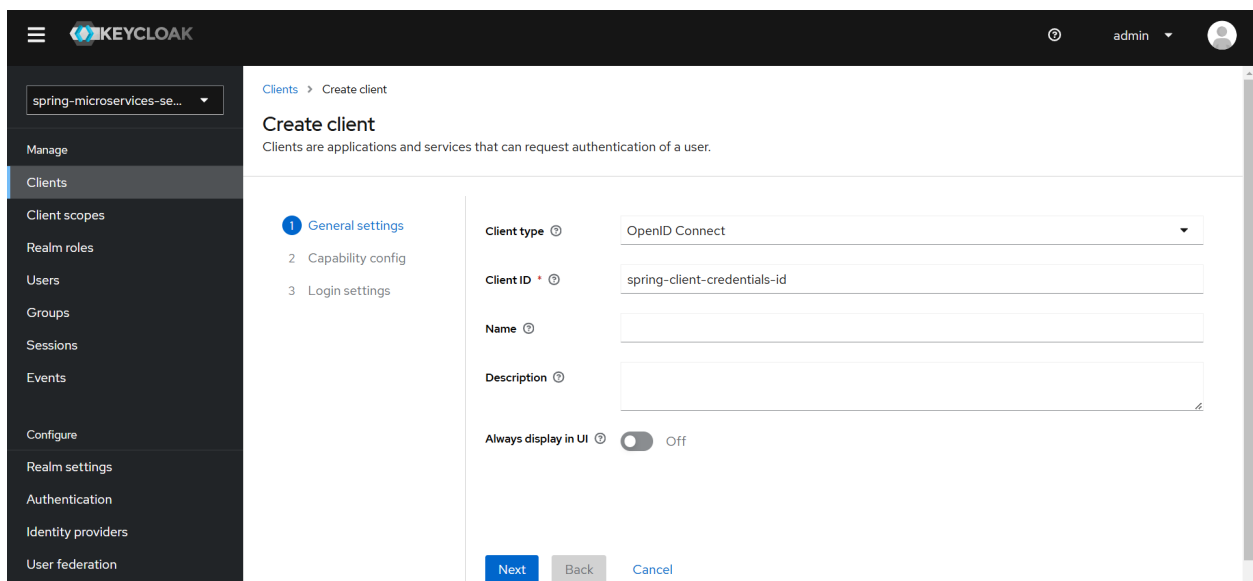 KEYCLOAK
admin
spring-microservices-se...
Manage
Clients
Client scopes
Realm roles
Users
Groups
Sessions
Events
Configure
Realm settings
Authentication
Identity providers
User federation
Clients > Create client
Create client
Clients are applications and services that can request authentication of a user.
1 General settings
2 Capability config
3 Login settings
Client type OpenID Connect
Client ID * spring-client-credentials-id
Name
Description
Always display in UI Off
Next Back Cancel